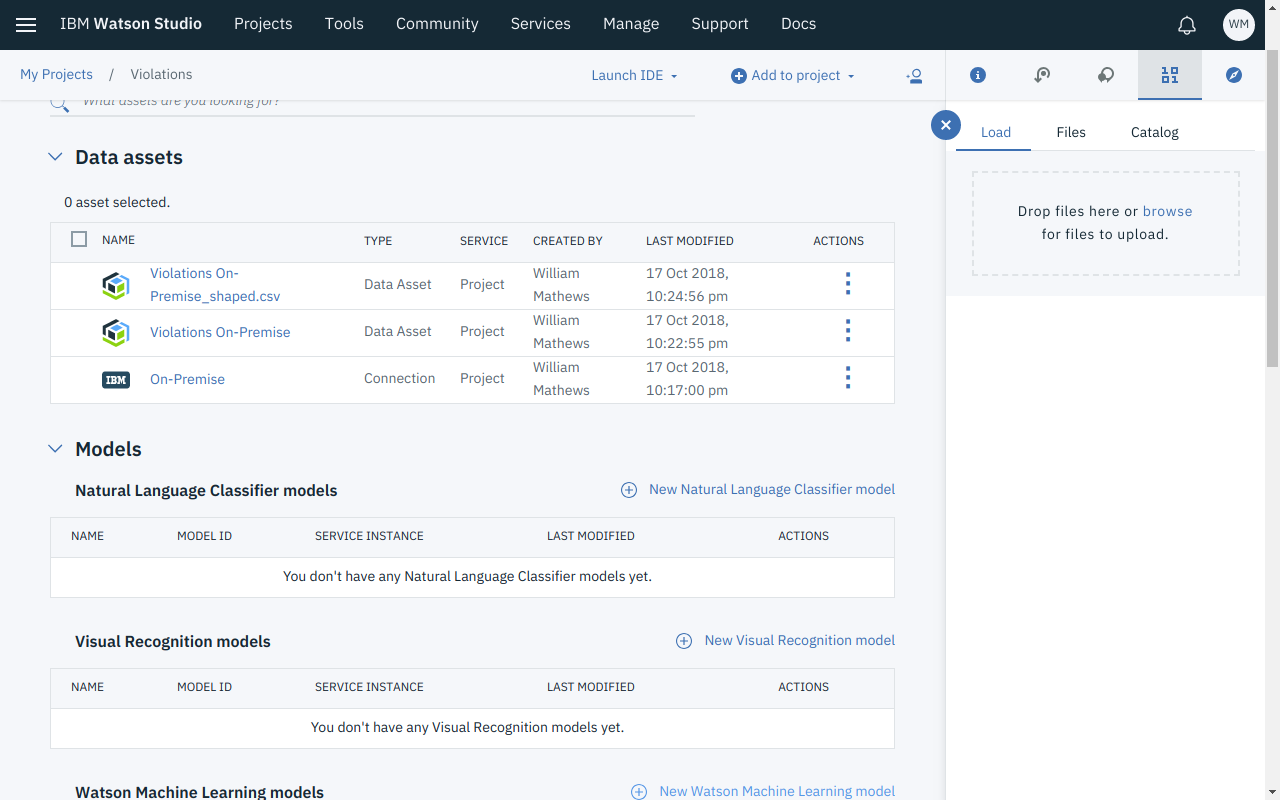 IBM Watson Studio Projects Tools Community Services Manage Support Docs WM
My Projects / Violations Launch IDE Add to project
What assets are you looking for?
Load Files Catalog
Drop files here or browse
for files to upload.
Data assets
0 asset selected.
NAME TYPE SERVICE CREATED BY LAST MODIFIED ACTIONS
Violations On-
Premise_shaped.csv
Data Asset Project
William
Mathews
17 Oct 2018,
10:24:56 pm
Violations On-Premise Data Asset Project
William
Mathews
17 Oct 2018,
10:22:55 pm
IBM On-Premise Connection Project
William
Mathews
17 Oct 2018,
10:17:00 pm
Models
Natural Language Classifier models New Natural Language Classifier model
NAME MODEL ID SERVICE INSTANCE LAST MODIFIED ACTIONS
You don't have any Natural Language Classifier models yet.
Visual Recognition models New Visual Recognition model
NAME MODEL ID SERVICE INSTANCE LAST MODIFIED ACTIONS
You don't have any Visual Recognition models yet.
Watson Machine Learning models New Watson Machine Learning model